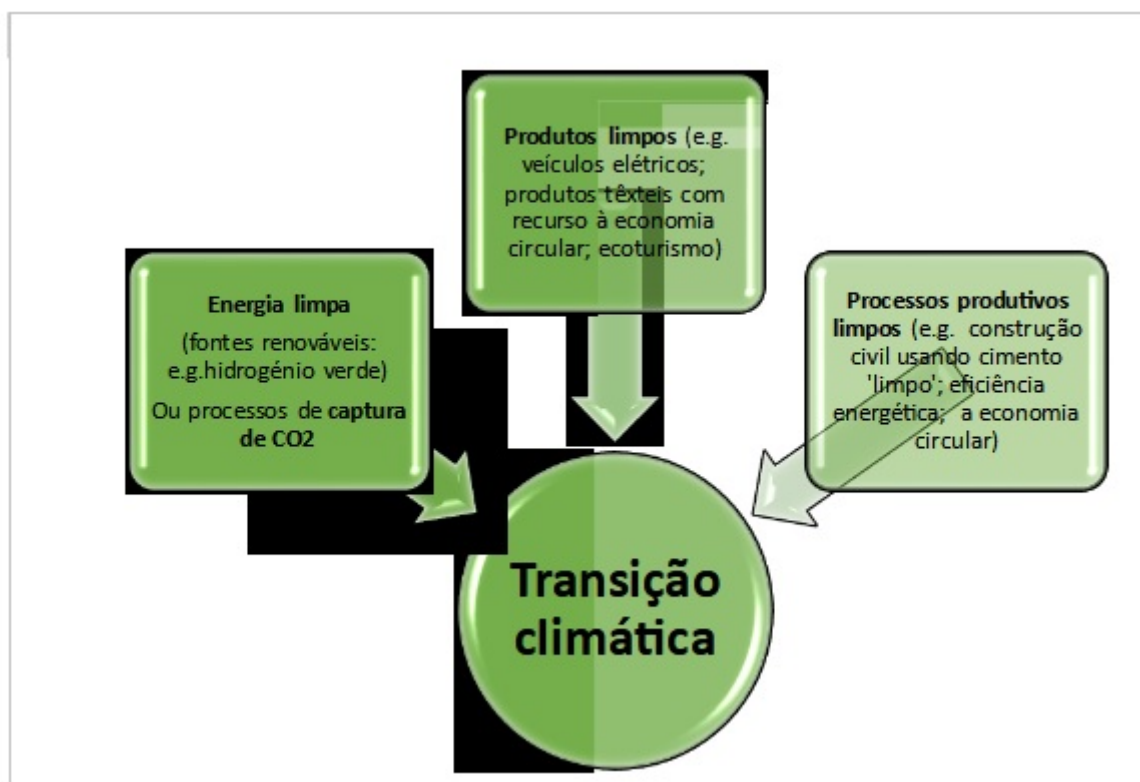 Produtos limpos (e.g.
veículos elétricos;
produtos têxteis com
recurso à economia
circular; ecoturismo)
Energia limpa
(fontes renováveis:
e.g.hidrogénio verde)
Ou processos de captura
de CO2
Processos produtivos
limpos (e.g. construção
civil usando cimento
'limpo'; eficiência
energética; a economia
circular)
Transição
climática